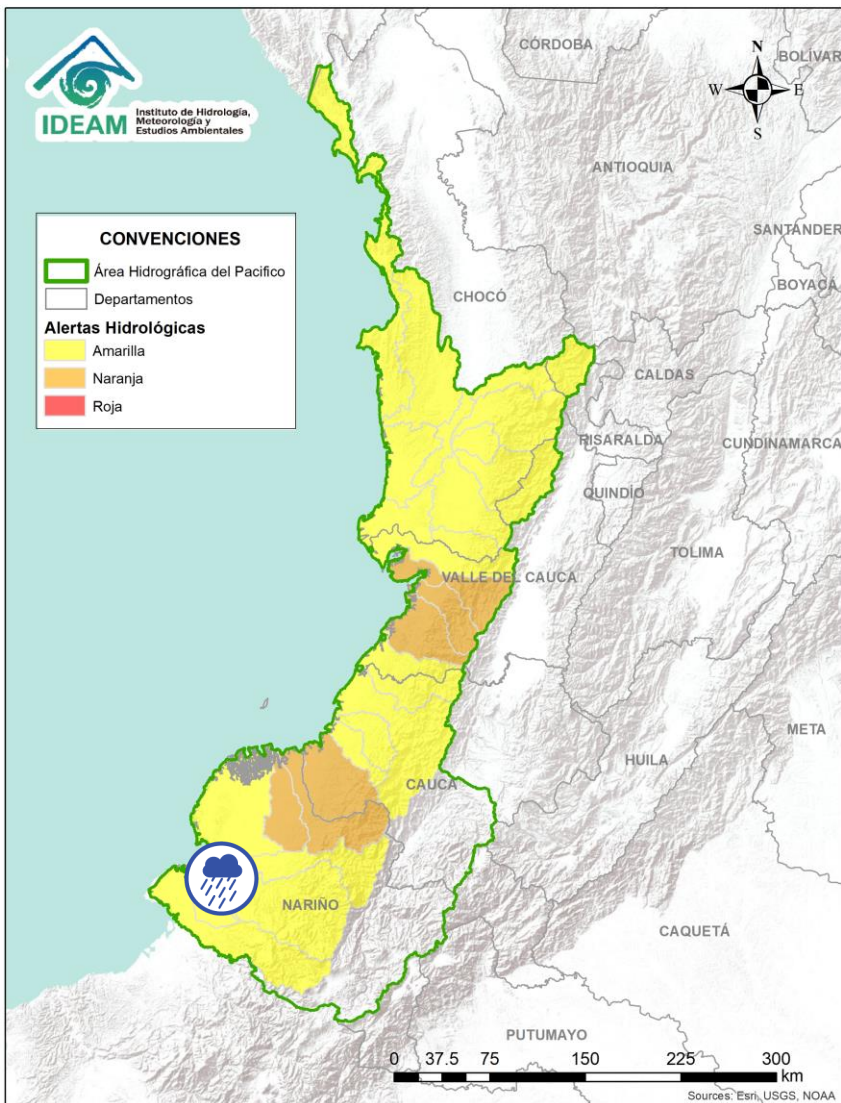 IDEAM
Instituto de Hidrología,
Meteorología y
Estudios Ambientales
CÓRDOBA
BOLÍVAR
N
W
E
S
ANTIOQUIA
SANTANDER
CONVENCIONES
Área Hidrográfica del Pacifico
Departamentos
Alertas Hidrológicas
Amarilla
Naranja
Roja
BOYACÁ
CHOCÓ
CALDAS
RISARALDA
CUNDINAMARCA
QUINDÍO
TOLIMA
VALLE DEL CAUCA
META
HUILA
CAUCA
NARIÑO
CAQUETÁ
PUTUMAYO
0 37.5 75 150 225 300
km
Sources: Esri, USGS, NOAA